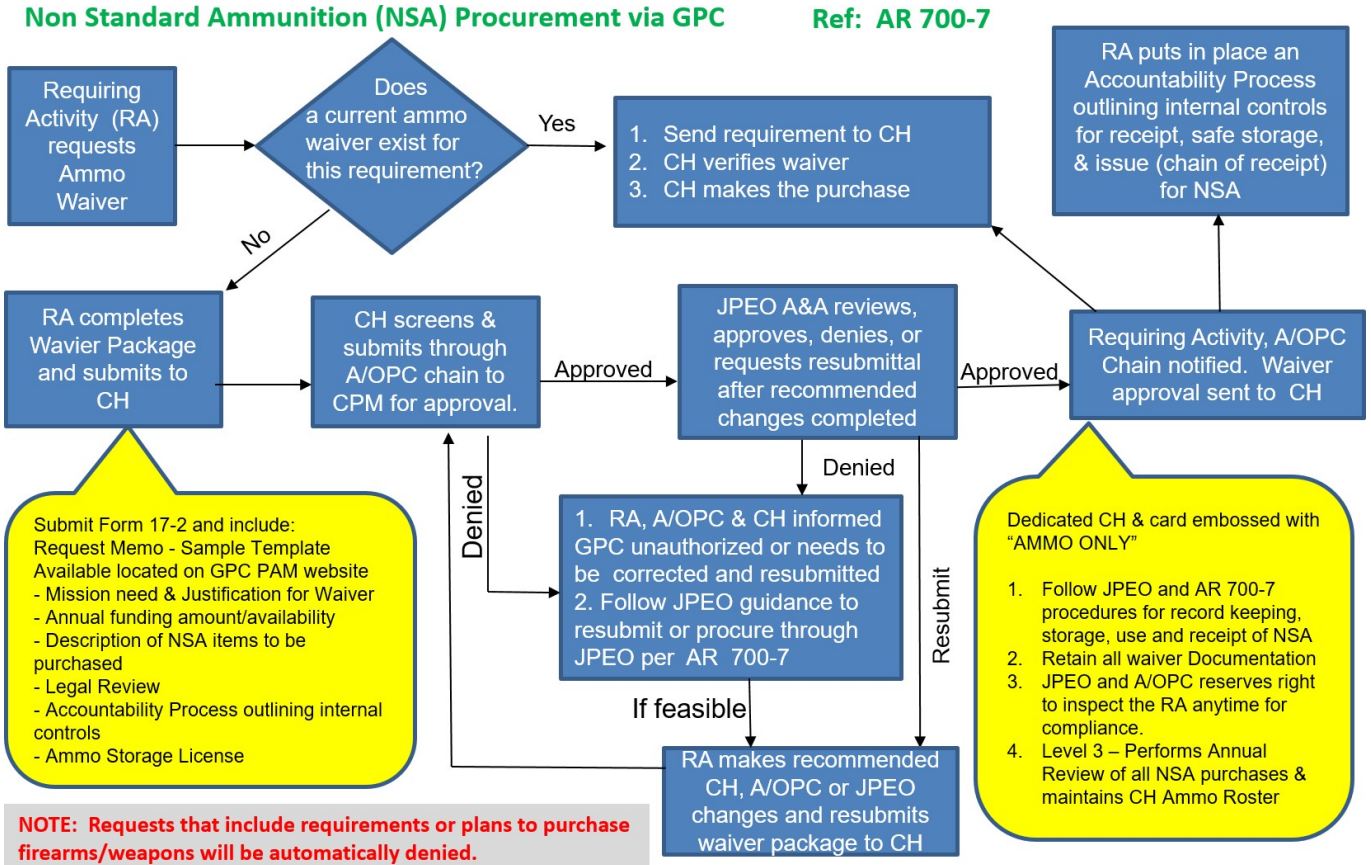 Non Standard Ammunition (NSA) Procurement via GPC
Ref: AR 700-7
Requiring
Activity (RA)
requests
Ammo
Waiver
Does
a current ammo
waiver exist for
this requirement?
Yes
No
1. Send requirement to CH
2. CH verifies waiver
3. CH makes the purchase
RA puts in place an
Accountability Process
outlining internal controls
for receipt, safe storage,
& issue (chain of receipt)
for NSA
RA completes
Wavier Package
and submits to
CH
CH screens &
submits through
A/OPC chain to
CPM for approval.
Approved
JPEO A&A reviews,
approves, denies, or
requests resubmittal
after recommended
changes completed
Approved
Requiring Activity, A/OPC
Chain notified. Waiver
approval sent to CH
Denied
Denied
Resubmit
1. RA, A/OPC & CH informed
GPC unauthorized or needs to
be corrected and resubmitted
2. Follow JPEO guidance to
resubmit or procure through
JPEO per AR 700-7
If feasible
RA makes recommended
CH, A/OPC or JPEO
changes and resubmits
waiver package to CH
Submit Form 17-2 and include:
Request Memo - Sample Template
Available located on GPC PAM website
- Mission need & Justification for Waiver
- Annual funding amount/availability
- Description of NSA items to be
purchased
- Legal Review
- Accountability Process outlining internal
controls
- Ammo Storage License
Dedicated CH & card embossed with
“AMMO ONLY”
1. Follow JPEO and AR 700-7
procedures for record keeping,
storage, use and receipt of NSA
2. Retain all waiver Documentation
3. JPEO and A/OPC reserves right
to inspect the RA anytime for
compliance.
4. Level 3 – Performs Annual
Review of all NSA purchases &
maintains CH Ammo Roster
NOTE: Requests that include requirements or plans to purchase
firearms/weapons will be automatically denied.